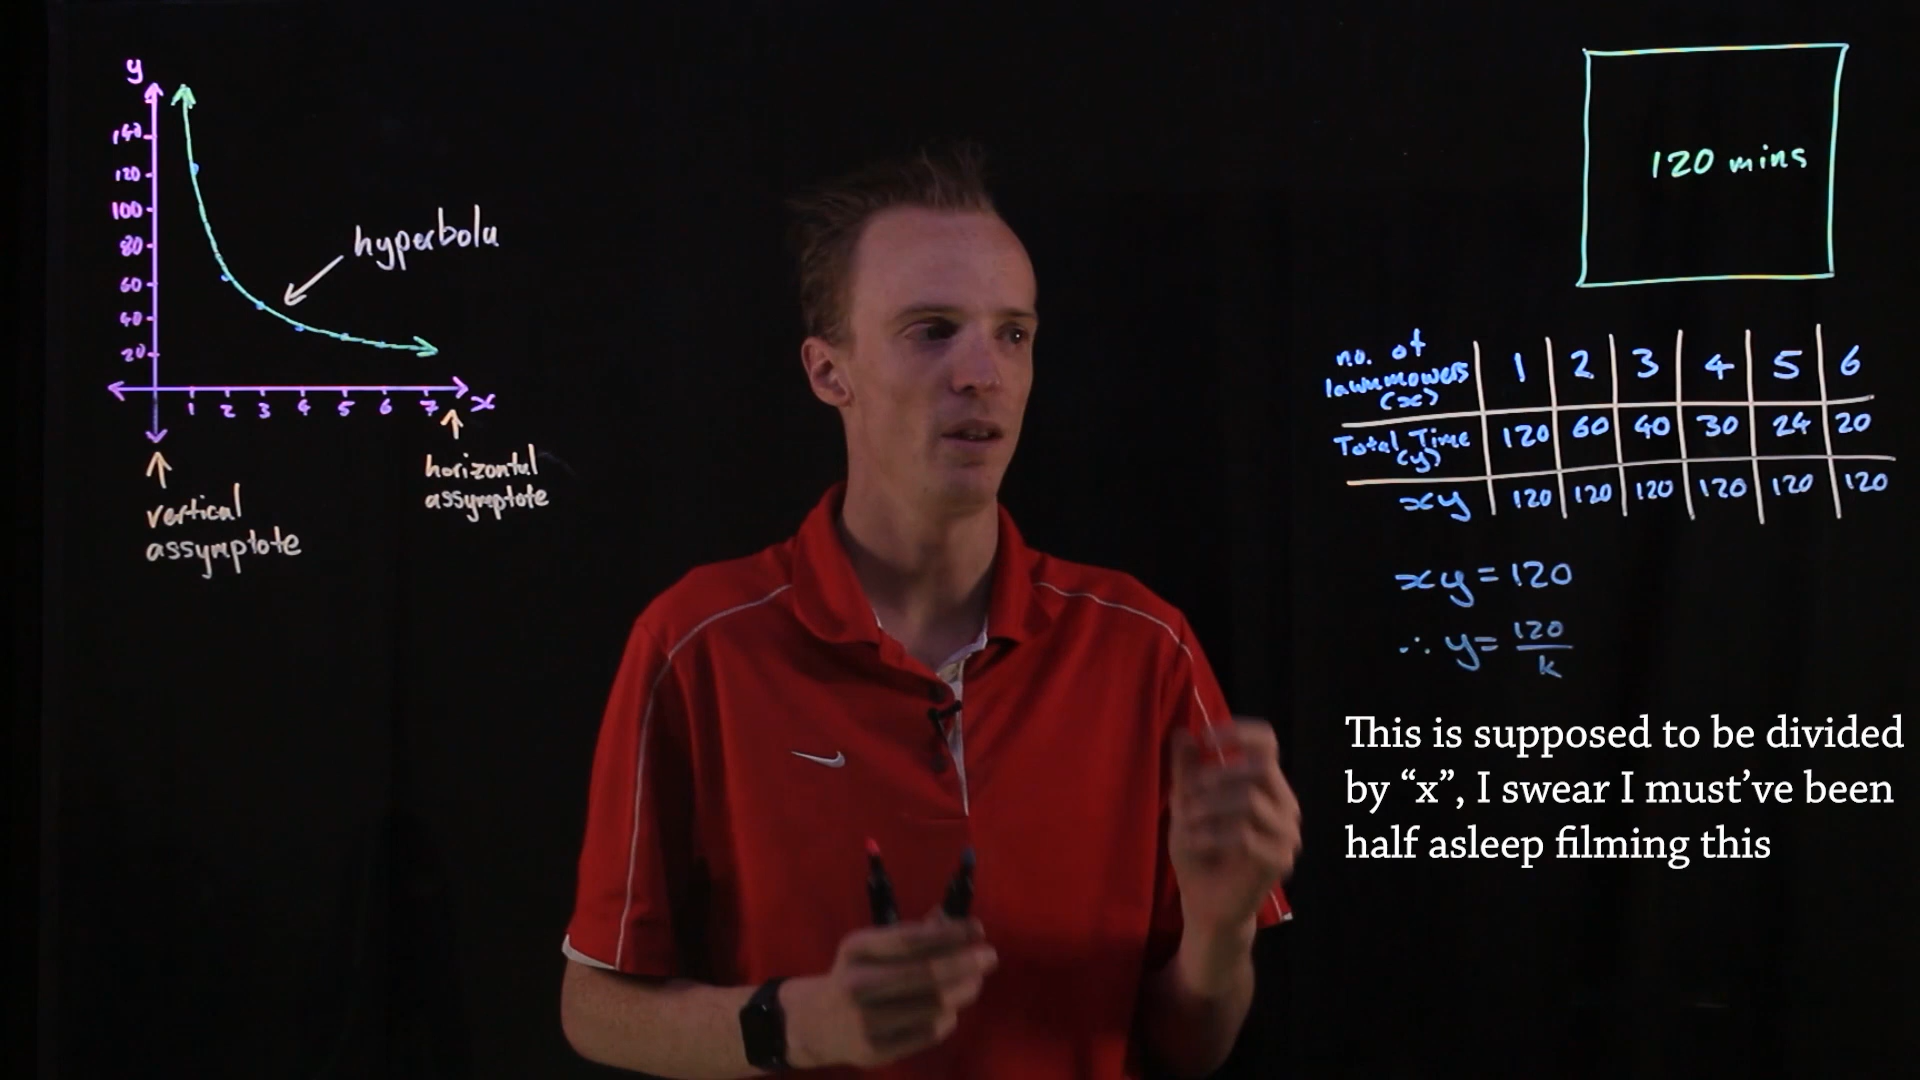 y
140
120
100
80
60
40
20
1 2 3 4 5 6 7 x
hyperbola
vertical
assymptote
horizontal
assymptote
120 mins
no. of
lawnmowers
(x)
1 2 3 4 5 6
Total Time
(y)
120 60 40 30 24 20
xy 120 120 120 120 120 120
xy = 120
∴ y = 120/k
This is supposed to be divided
by “x”, I swear I must’ve been
half asleep filming this